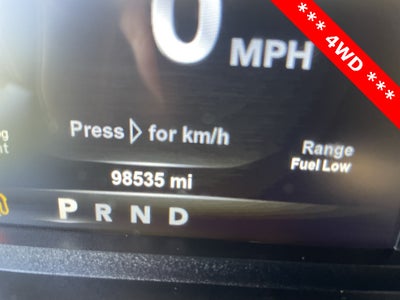 *** 4WD ***
0 MPH
Press ▷ for km/h
Range
Fuel Low
98535 mi
P R N D